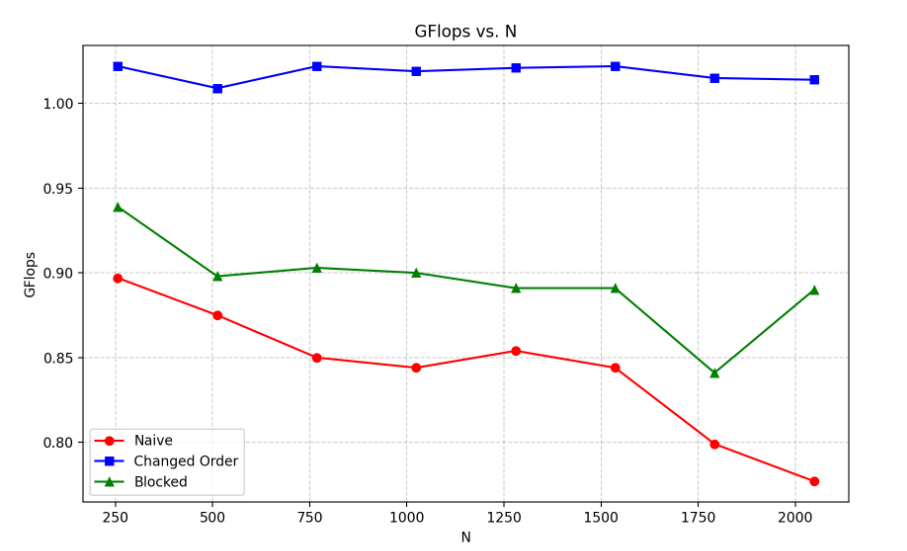 GFlops vs. N
GFlops
1.00
0.95
0.90
0.85
0.80
Naive
Changed Order
Blocked
250 500 750 1000 1250 1500 1750 2000
N